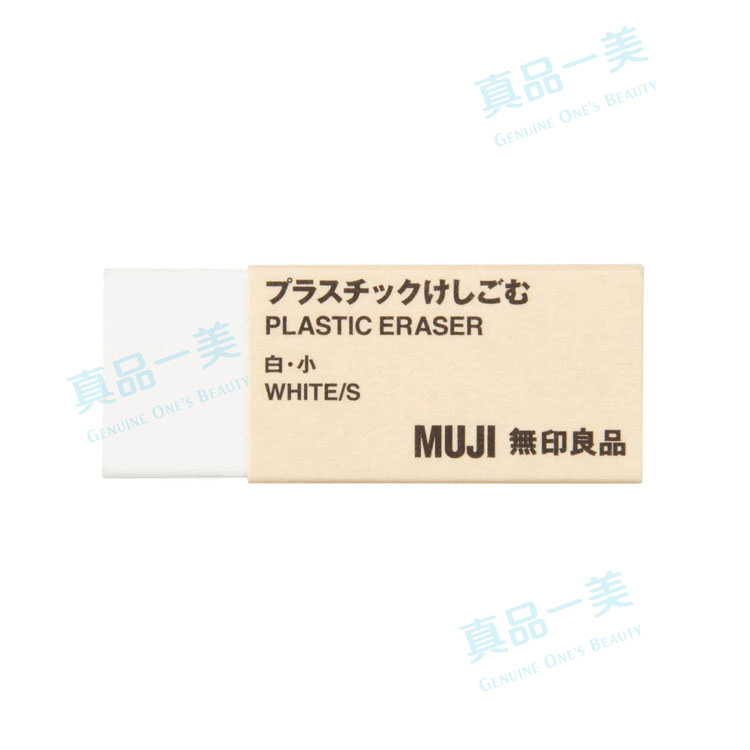 真品一美
GENUINE ONE'S BEAUTY
プラスチックけしごむ
PLASTIC ERASER
白・小
WHITE/S
真品一美
GENUINE ONE'S BEAUTY
MUJI 無印良品
真品一美
GENUINE ONE'S BEAUTY